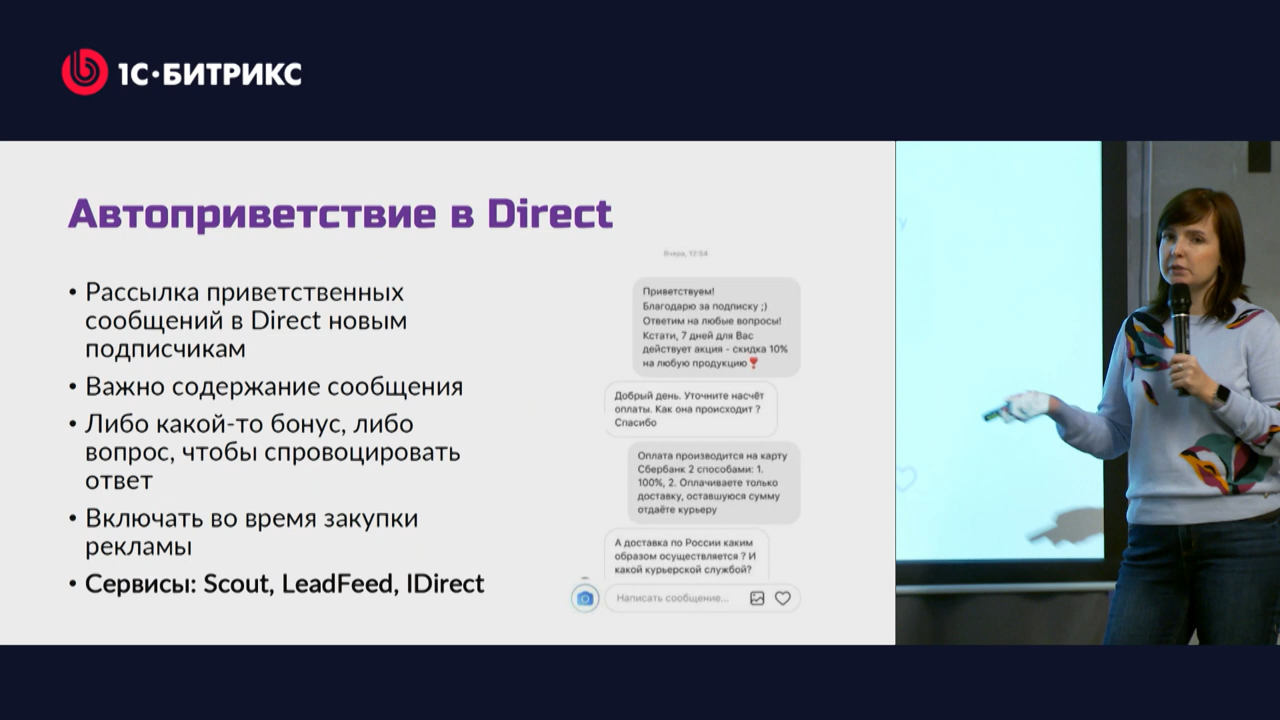 1С·БИТРИКС
Автоприветствие в Direct
• Рассылка приветственных
сообщений в Direct новым
подписчикам
• Важно содержание сообщения
• Либо какой-то бонус, либо
вопрос, чтобы спровоцировать
ответ
• Включать во время закупки
рекламы
• Сервисы: Scout, LeadFeed, IDirect
Вчера, 12:54
Приветствуем!
Благодарю за подписку ;)
Ответим на любые вопросы!
Кстати, 7 дней для Вас
действует акция - скидка 10%
на любую продукцию❣️
Добрый день. Уточните насчёт
оплаты. Как она происходит ?
Спасибо
Оплата производится на карту
Сбербанк 2 способами: 1.
100%, 2. Оплачиваете только
доставку, оставшуюся сумму
отдаёте курьеру
А доставка по России каким
образом осуществляется ? И
какой курьерской службой?
Написать сообщение...